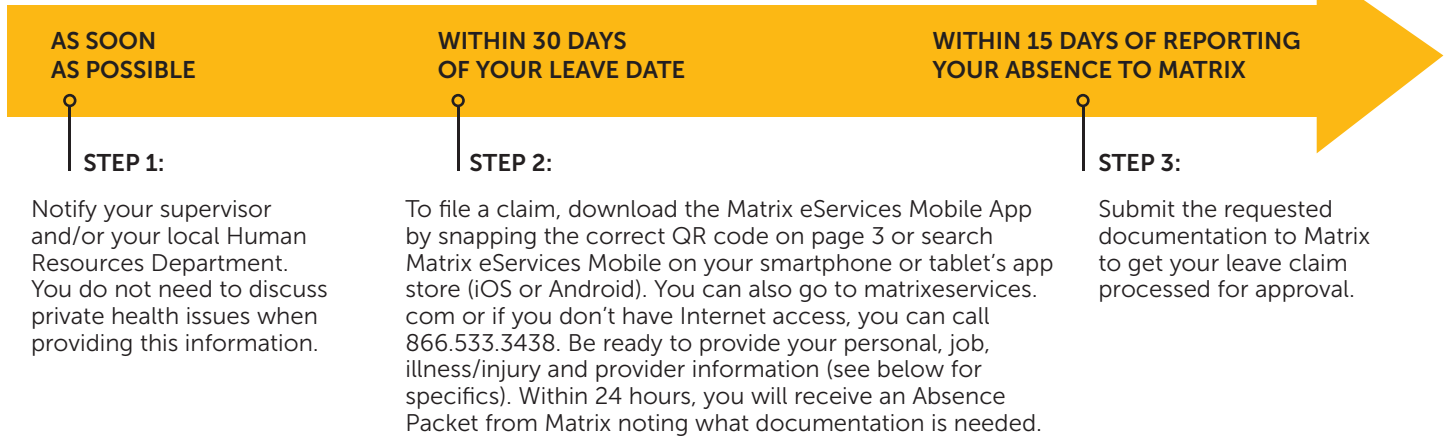 AS SOON
AS POSSIBLE
WITHIN 30 DAYS
OF YOUR LEAVE DATE
WITHIN 15 DAYS OF REPORTING
YOUR ABSENCE TO MATRIX
STEP 1:
Notify your supervisor
and/or your local Human
Resources Department.
You do not need to discuss
private health issues when
providing this information.
STEP 2:
To file a claim, download the Matrix eServices Mobile App
by snapping the correct QR code on page 3 or search
Matrix eServices Mobile on your smartphone or tablet’s app
store (iOS or Android). You can also go to matrixeservices.
com or if you don’t have Internet access, you can call
866.533.3438. Be ready to provide your personal, job,
illness/injury and provider information (see below for
specifics). Within 24 hours, you will receive an Absence
Packet from Matrix noting what documentation is needed.
STEP 3:
Submit the requested
documentation to Matrix
to get your leave claim
processed for approval.